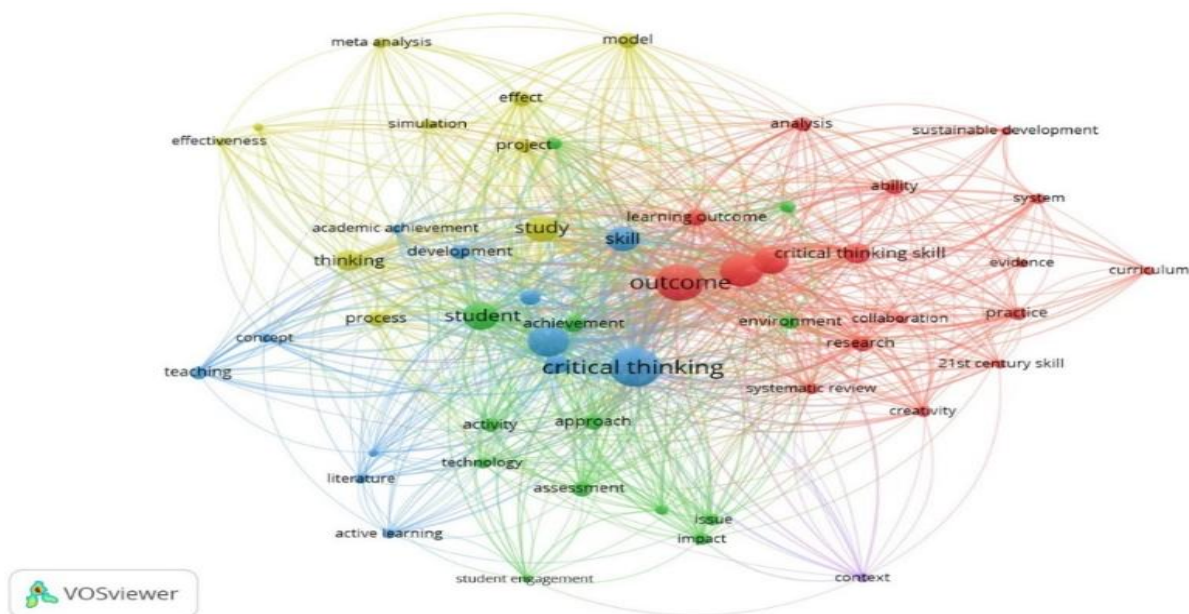 meta analysis
model
effect
simulation
analysis
sustainable development
effectiveness
project
ability
system
learning outcome
academic achievement
study
skill
development
critical thinking skill
thinking
evidence
curriculum
outcome
student
achievement
process
environment
collaboration
practice
concept
research
teaching
critical thinking
21st century skill
systematic review
creativity
activity
approach
technology
assessment
literature
issue
active learning
impact
student engagement
context
VOSviewer